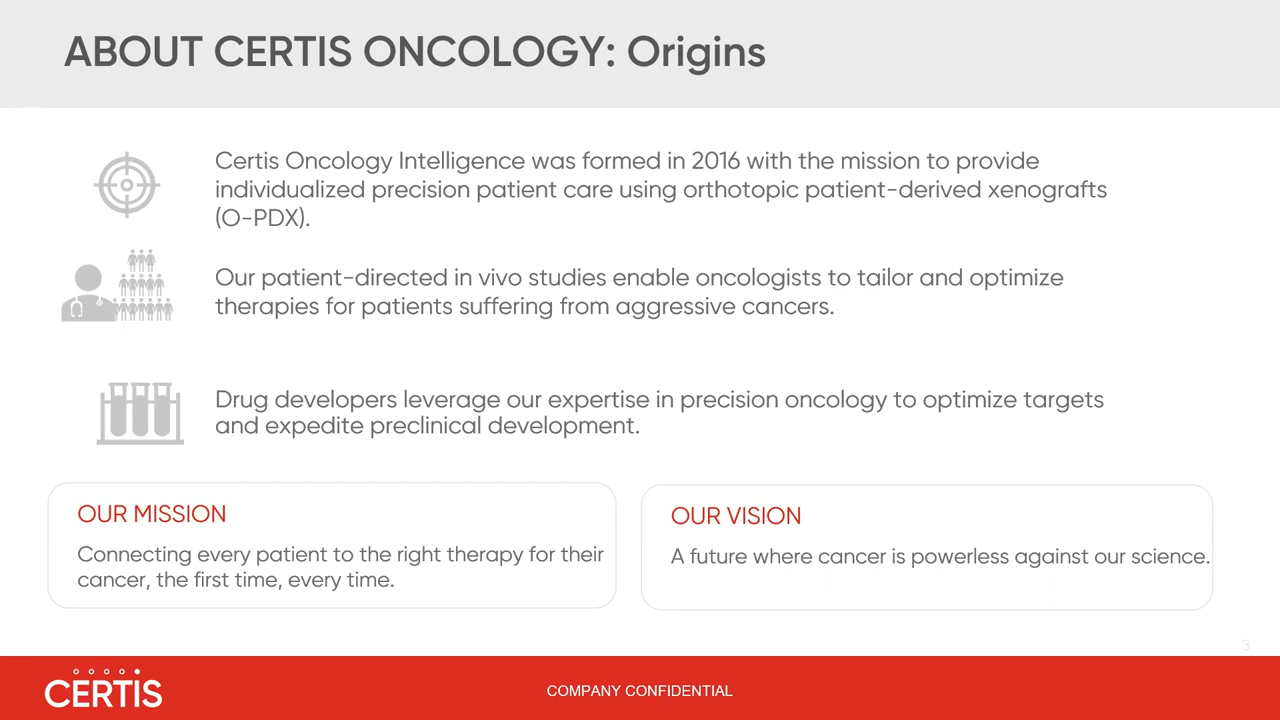 ABOUT CERTIS ONCOLOGY: Origins
Certis Oncology Intelligence was formed in 2016 with the mission to provide
individualized precision patient care using orthotopic patient-derived xenografts
(O-PDX).
Our patient-directed in vivo studies enable oncologists to tailor and optimize
therapies for patients suffering from aggressive cancers.
Drug developers leverage our expertise in precision oncology to optimize targets
and expedite preclinical development.
OUR MISSION
Connecting every patient to the right therapy for their
cancer, the first time, every time.
OUR VISION
A future where cancer is powerless against our science.
3
CERTIS
COMPANY CONFIDENTIAL